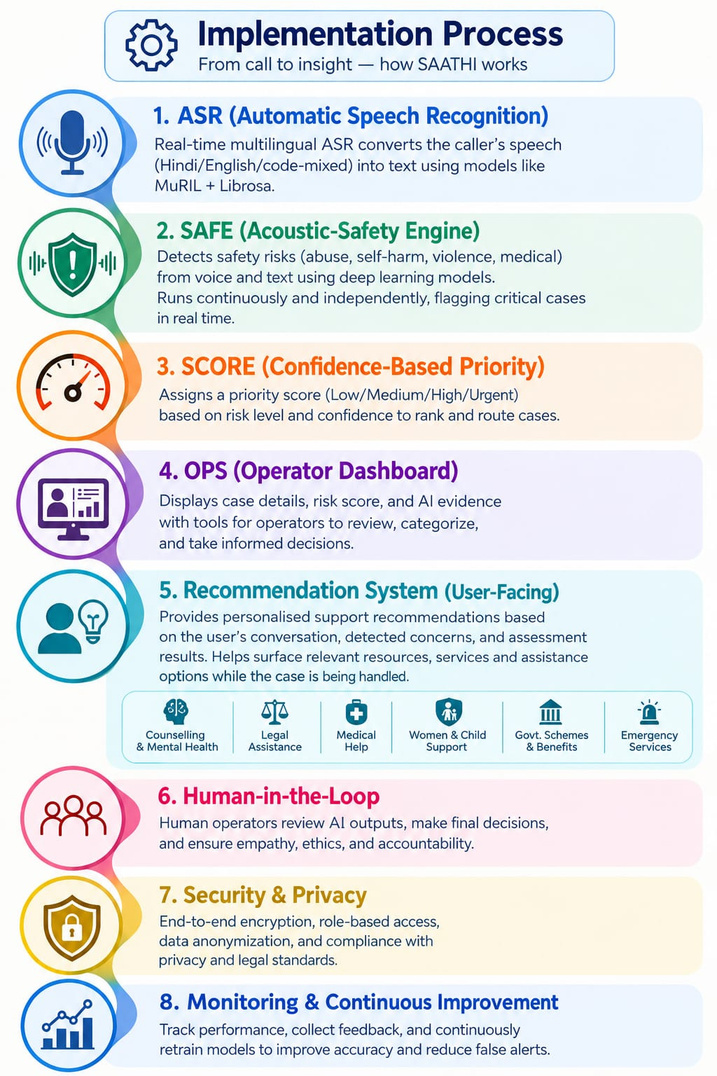 Implementation Process
From call to insight — how SAATHI works
1. ASR (Automatic Speech Recognition)
Real-time multilingual ASR converts the caller's speech
(Hindi/English/code-mixed) into text using models like
MuRIL + Librosa.
2. SAFE (Acoustic-Safety Engine)
Detects safety risks (abuse, self-harm, violence, medical)
from voice and text using deep learning models.
Runs continuously and independently, flagging critical cases
in real time.
3. SCORE (Confidence-Based Priority)
Assigns a priority score (Low/Medium/High/Urgent)
based on risk level and confidence to rank and route cases.
4. OPS (Operator Dashboard)
Displays case details, risk score, and AI evidence
with tools for operators to review, categorize,
and take informed decisions.
5. Recommendation System (User-Facing)
Provides personalised support recommendations based
on the user's conversation, detected concerns, and assessment
results. Helps surface relevant resources, services and assistance
options while the case is being handled.
Counselling
& Mental Health
Legal
Assistance
Medical
Help
Women & Child
Support
Govt. Schemes
& Benefits
Emergency
Services
6. Human-in-the-Loop
Human operators review AI outputs, make final decisions,
and ensure empathy, ethics, and accountability.
7. Security & Privacy
End-to-end encryption, role-based access,
data anonymization, and compliance with
privacy and legal standards.
8. Monitoring & Continuous Improvement
Track performance, collect feedback, and continuously
retrain models to improve accuracy and reduce false alerts.